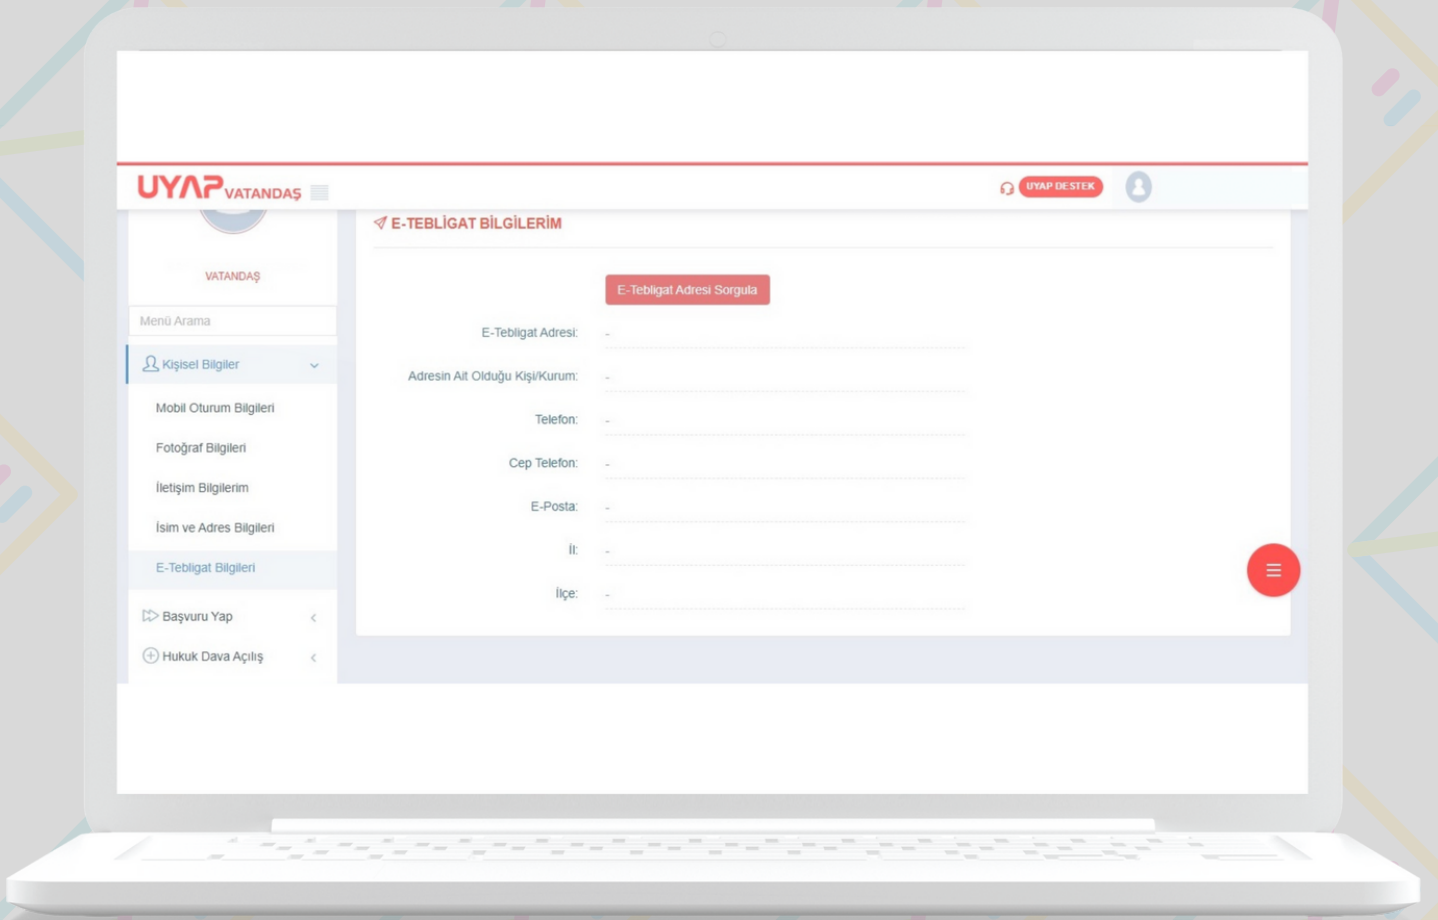 UYAP VATANDAŞ
UYAP DESTEK
E-TEBLİGAT BİLGİLERİM
VATANDAŞ
E-Tebligat Adresi Sorgula
Menü Arama
E-Tebligat Adresi: -
Kişisel Bilgiler
Adresin Ait Olduğu Kişi/Kurum: -
Mobil Oturum Bilgileri
Telefon: -
Fotoğraf Bilgileri
Cep Telefon: -
İletişim Bilgilerim
E-Posta: -
İsim ve Adres Bilgileri
İl: -
E-Tebligat Bilgileri
İlçe: -
Başvuru Yap
Hukuk Dava Açılış